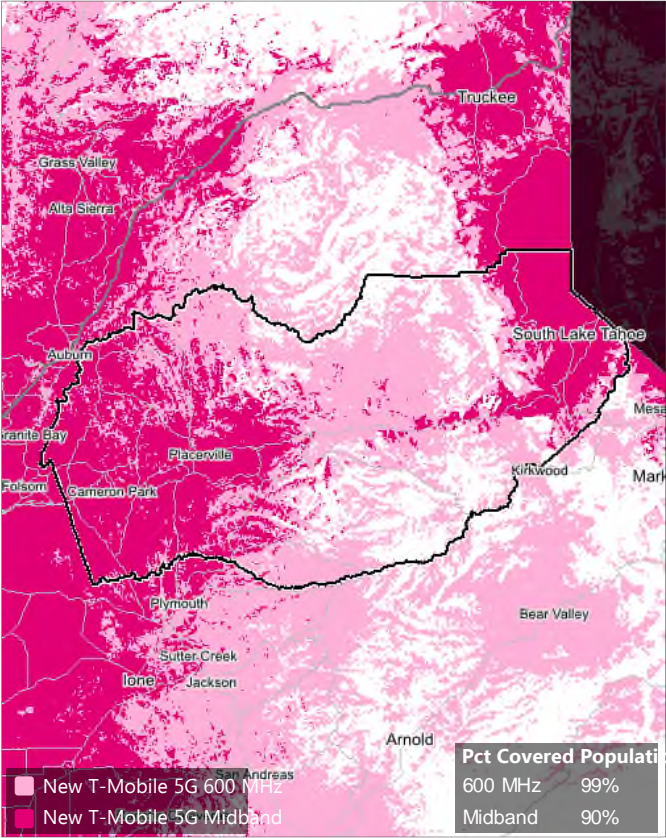 Truckee
Grass Valley
Alta Sierra
South Lake Tahoe
Auburn
Mesa
ranite Bay
Placerville
Kirkwood
Mark
Folsom
Cameron Park
Plymouth
Bear Valley
Sutter Creek
Ione
Jackson
Arnold
San Andreas
Pct Covered Populati
New T-Mobile 5G 600 MHz
600 MHz 99%
New T-Mobile 5G Midband
Midband 90%